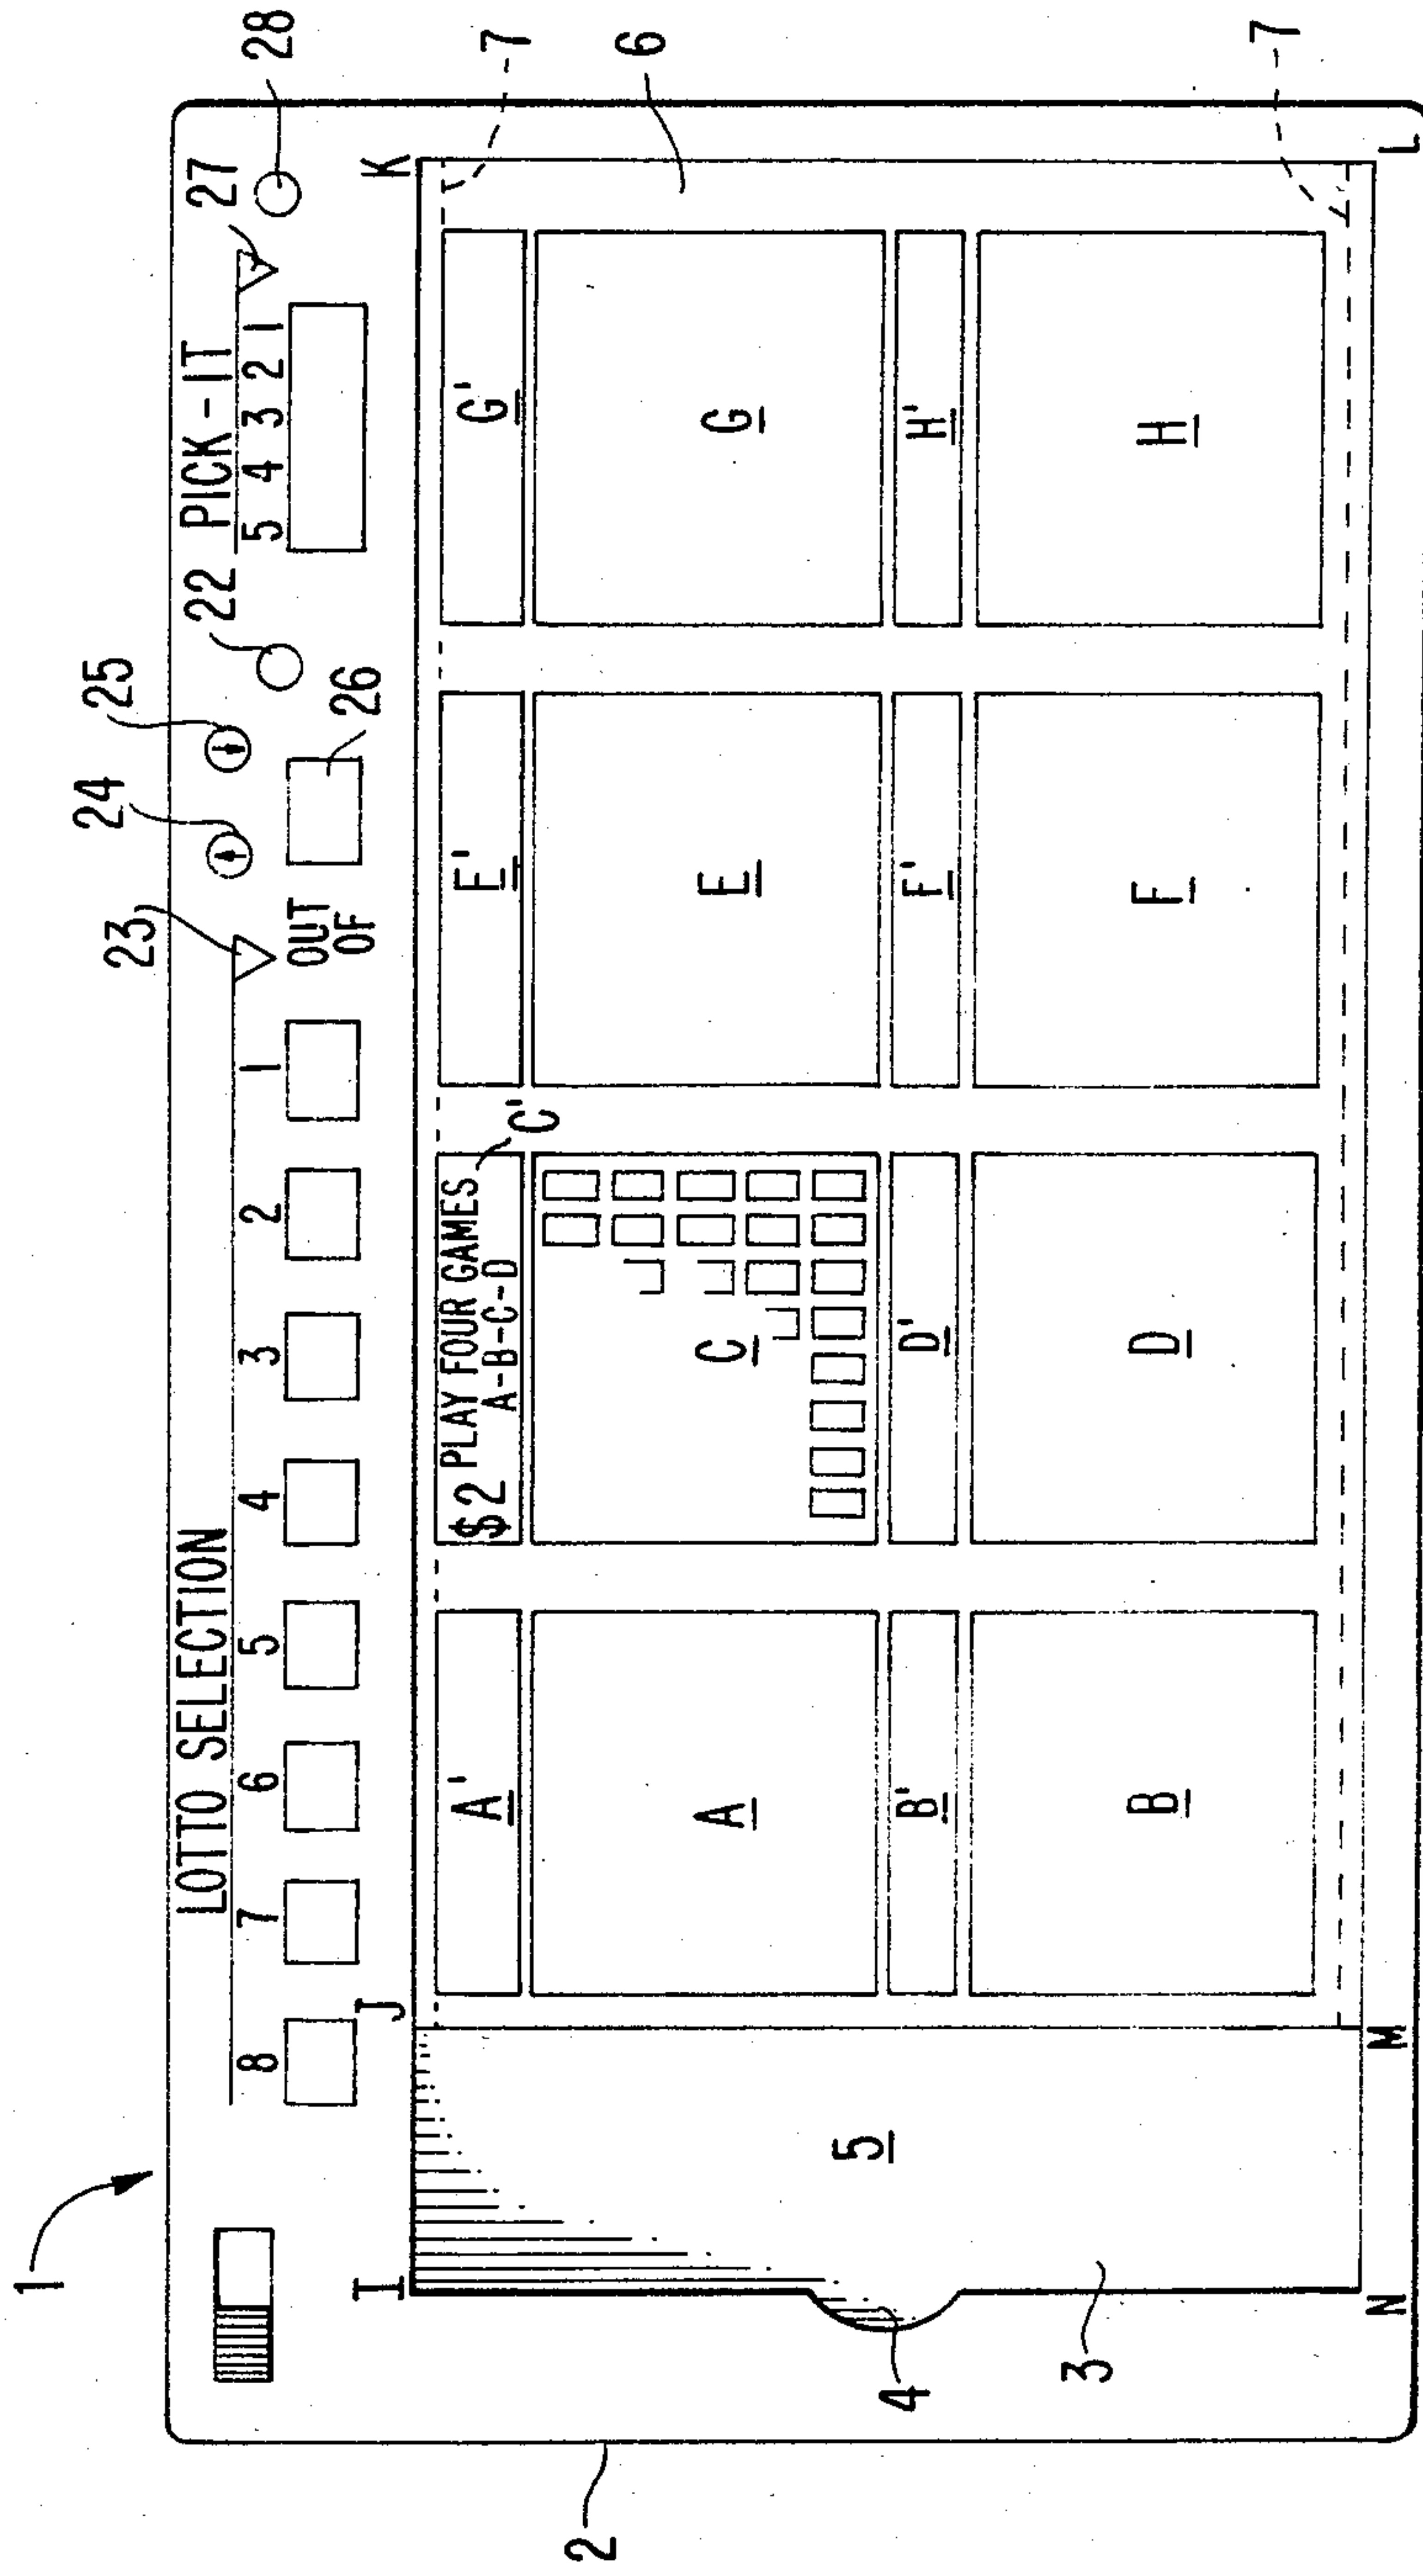 1
LOTTO SELECTION
23
24
25
22
PICK-IT
27
28
8
7
6
5
4
3
2
1
OUT
OF
26
5
4
3
2
1
I
J
K
7
6
7
A'
$2
PLAY FOUR GAMES
A-B-C-D
C'
E'
G'
A
C
E
G
5
B'
D'
F'
H'
B
D
F
H
4
3
2
N
M
L